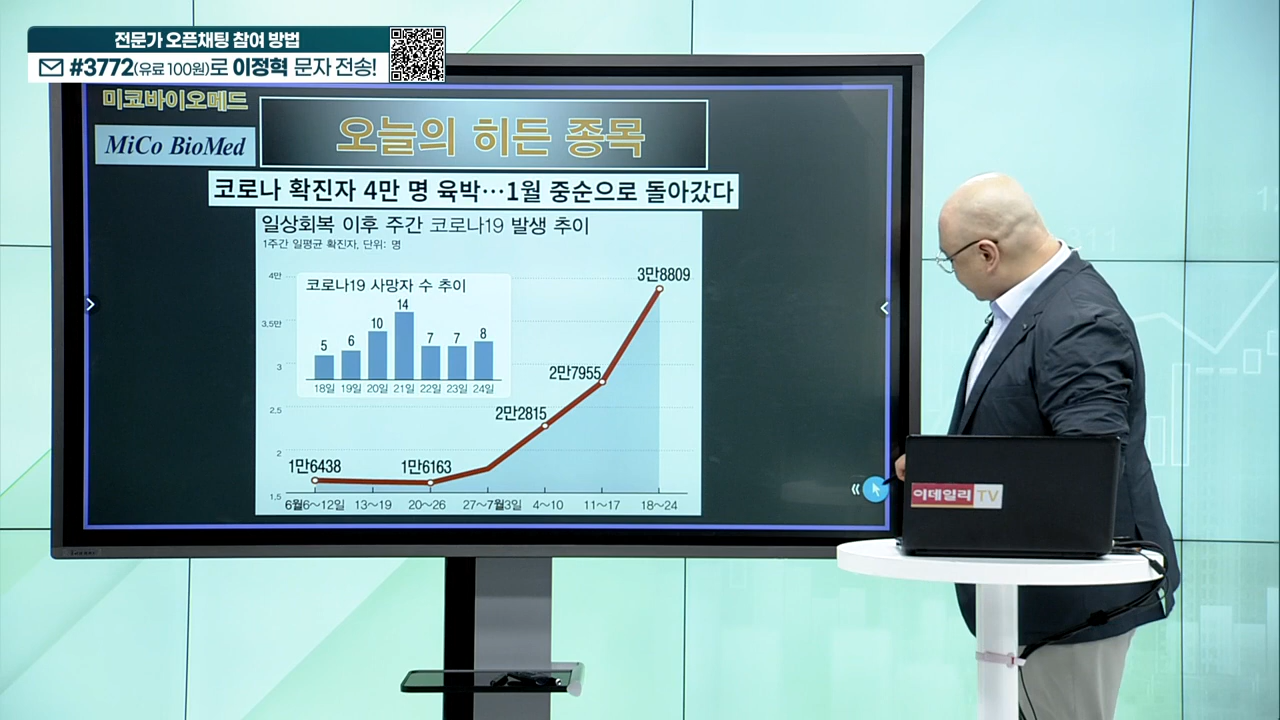 전문가 오픈채팅 참여 방법
#3772(유료 100원)로 이정혁 문자 전송!
미코바이오메드
MiCo BioMed
오늘의 히든 종목
코로나 확진자 4만 명 육박…1월 중순으로 돌아갔다
일상회복 이후 주간 코로나19 발생 추이
1주간 일평균 확진자, 단위: 명
4만
3.5만
3
2.5
2
1.5
코로나19 사망자 수 추이
5 6 10 14 7 7 8
18일 19일 20일 21일 22일 23일 24일
1만6438
1만6163
2만2815
2만7955
3만8809
6월6~12일 13~19 20~26 27~7월3일 4~10 11~17 18~24
이데일리 TV